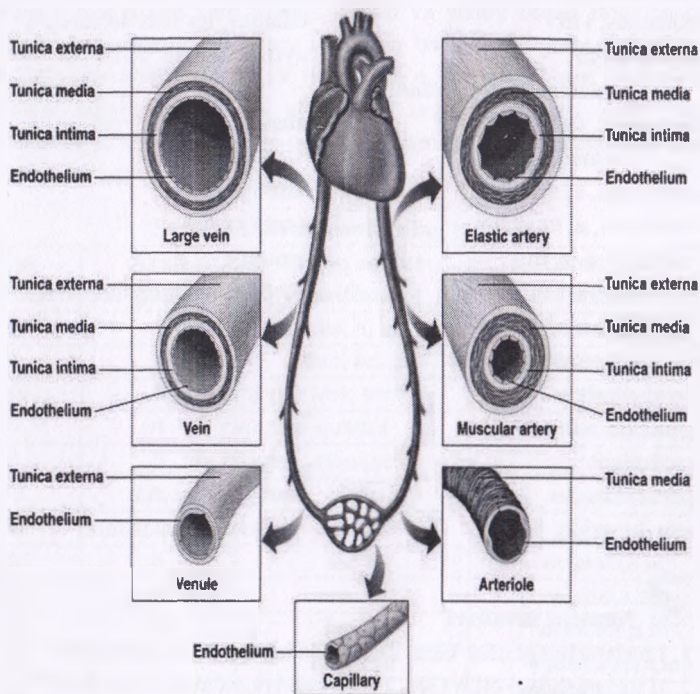 Tunica externa
Tunica media
Tunica intima
Endothelium
Large vein
Tunica externa
Tunica media
Tunica intima
Endothelium
Elastic artery
Tunica externa
Tunica media
Tunica intima
Endothelium
Vein
Tunica externa
Tunica media
Tunica intima
Endothelium
Muscular artery
Tunica externa
Endothelium
Venule
Tunica media
Endothelium
Arteriole
Endothelium
Capillary